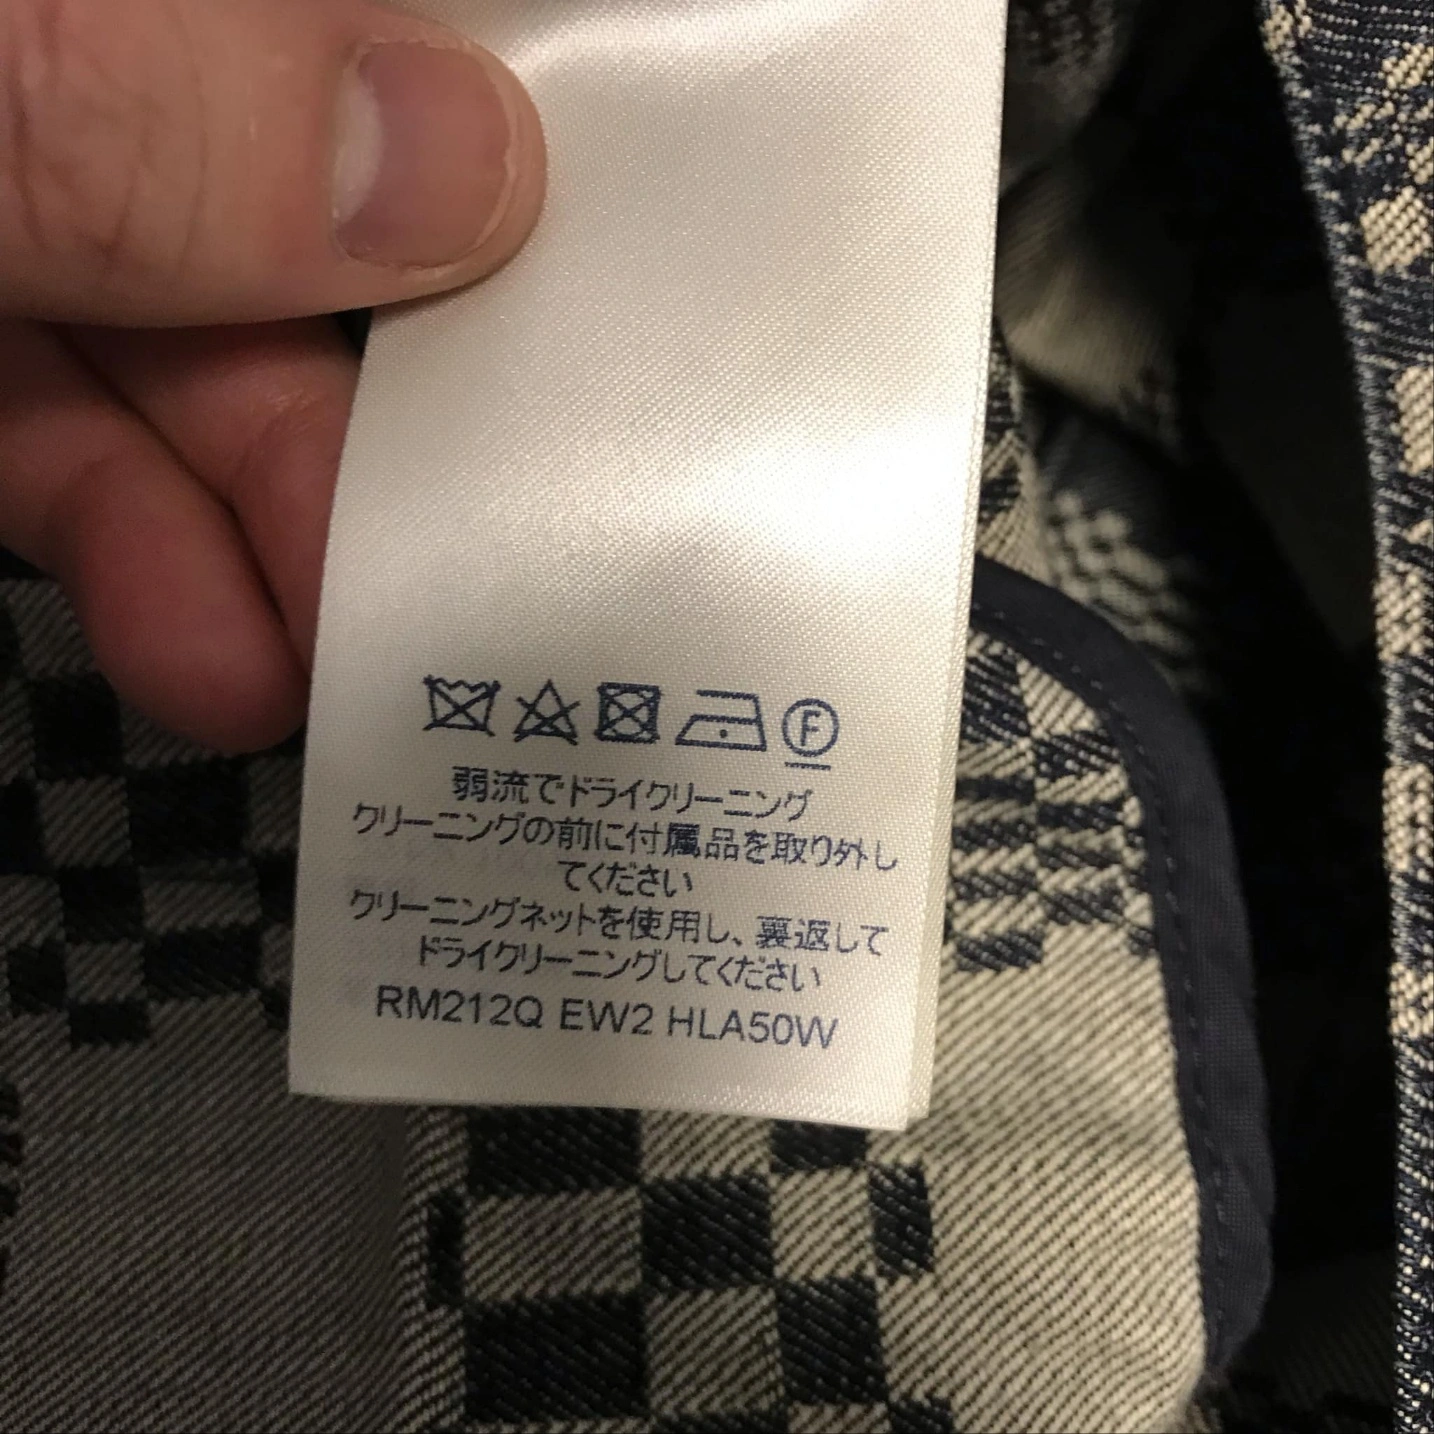 F
弱流でドライクリーニング
クリーニングの前に付属品を取り外し
てください
クリーニングネットを使用し、裏返して
ドライクリーニングしてください
RM212Q EW2 HLA50W